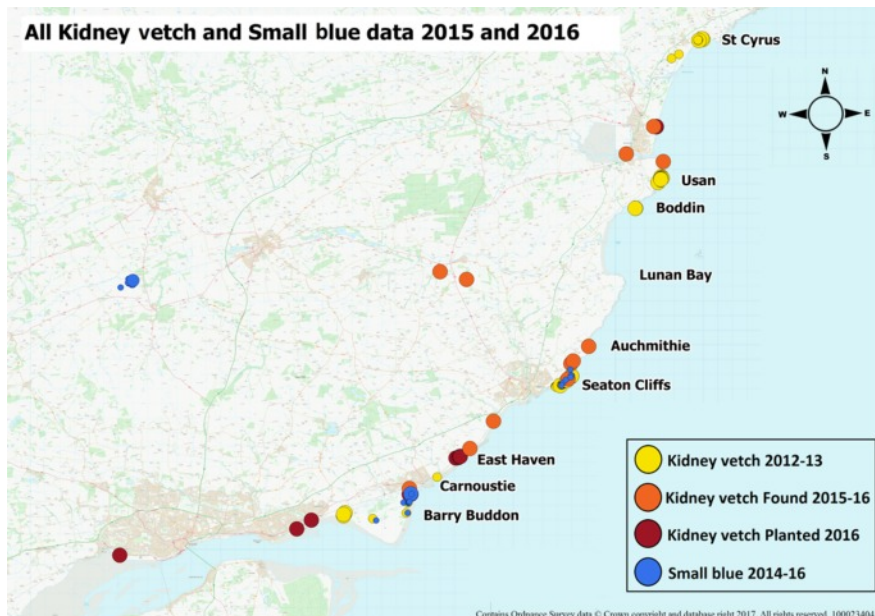 All Kidney vetch and Small blue data 2015 and 2016
St Cyrus
N
W E
S
Usan
Boddin
Lunan Bay
Auchmithie
Seaton Cliffs
East Haven
Carnoustie
Barry Buddon
Kidney vetch 2012-13
Kidney vetch Found 2015-16
Kidney vetch Planted 2016
Small blue 2014-16
Contains Ordnance Survey data © Crown copyright and database right 2017. All rights reserved. 100023404